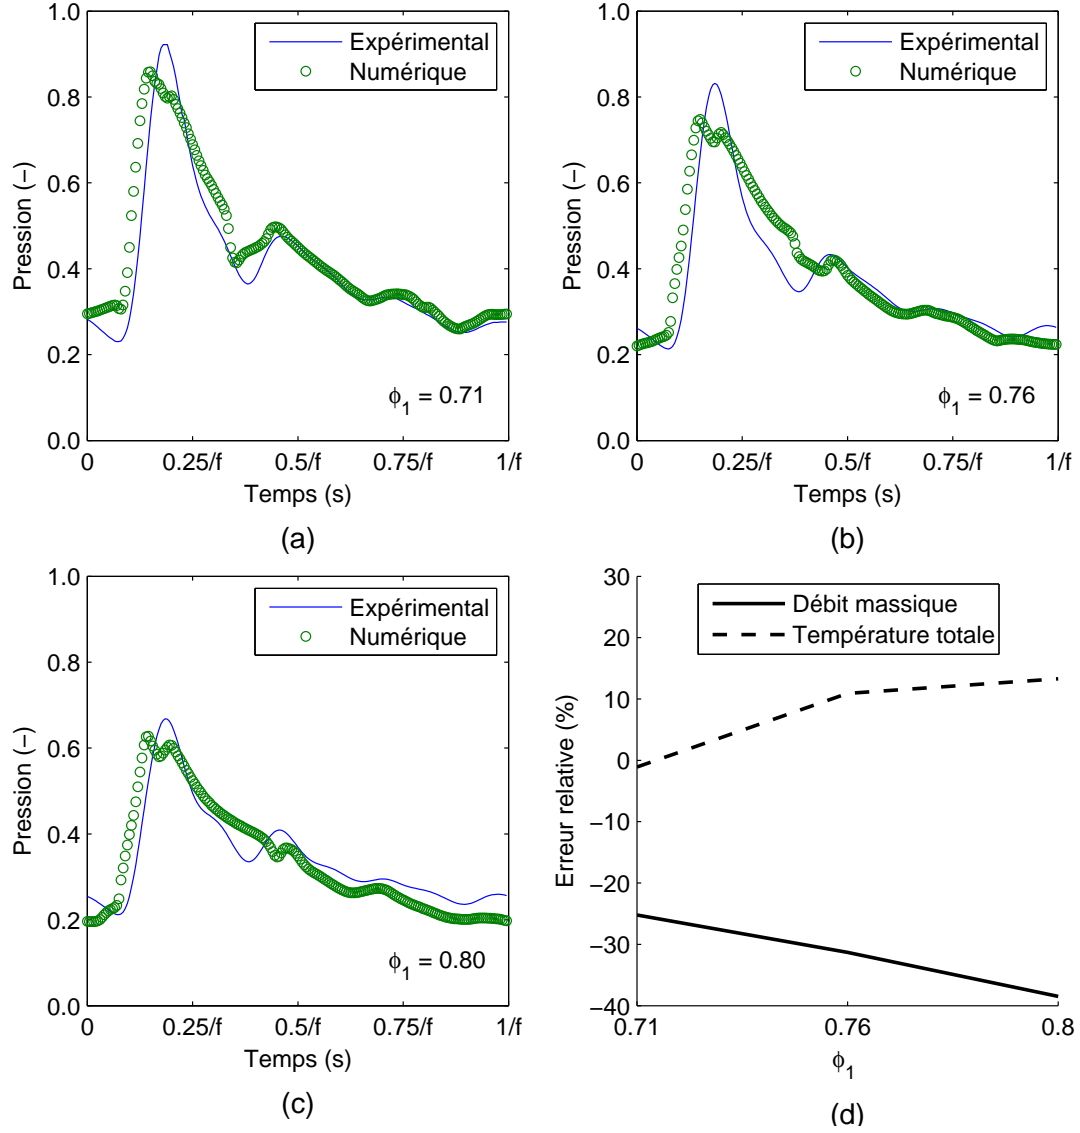 1.0
0.8
0.6
0.4
0.2
0.0
Pression (−)
Expérimental
Numérique
ϕ1 = 0.71
0 0.25/f 0.5/f 0.75/f 1/f
Temps (s)
(a)
1.0
0.8
0.6
0.4
0.2
0.0
Pression (−)
Expérimental
Numérique
ϕ1 = 0.76
0 0.25/f 0.5/f 0.75/f 1/f
Temps (s)
(b)
1.0
0.8
0.6
0.4
0.2
0.0
Pression (−)
Expérimental
Numérique
ϕ1 = 0.80
0 0.25/f 0.5/f 0.75/f 1/f
Temps (s)
(c)
30
20
10
0
−10
−20
−30
−40
Erreur relative (%)
Débit massique
Température totale
0.71 0.76 0.8
ϕ1
(d)